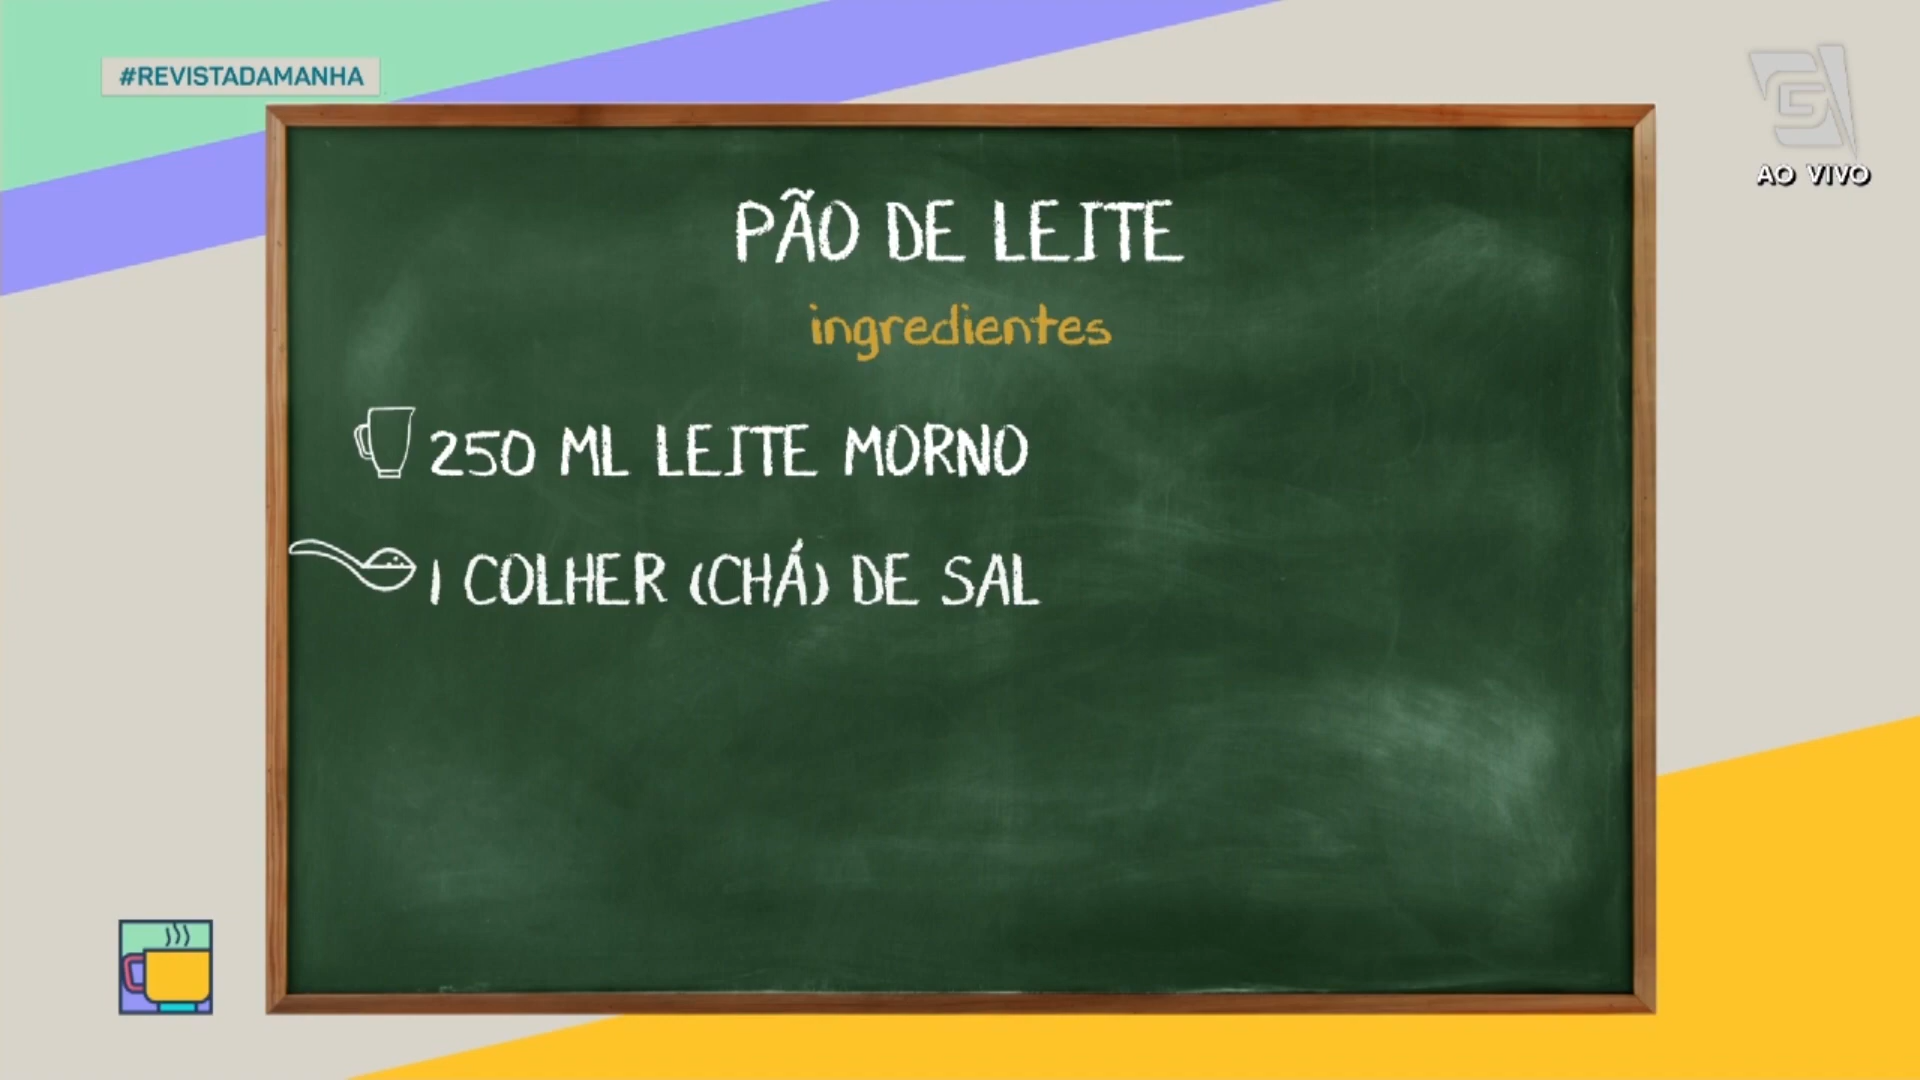 #REVISTADAMANHA
AO VIVO
PÃO DE LEITE
ingredientes
250 ML LEITE MORNO
1 COLHER (CHÁ) DE SAL